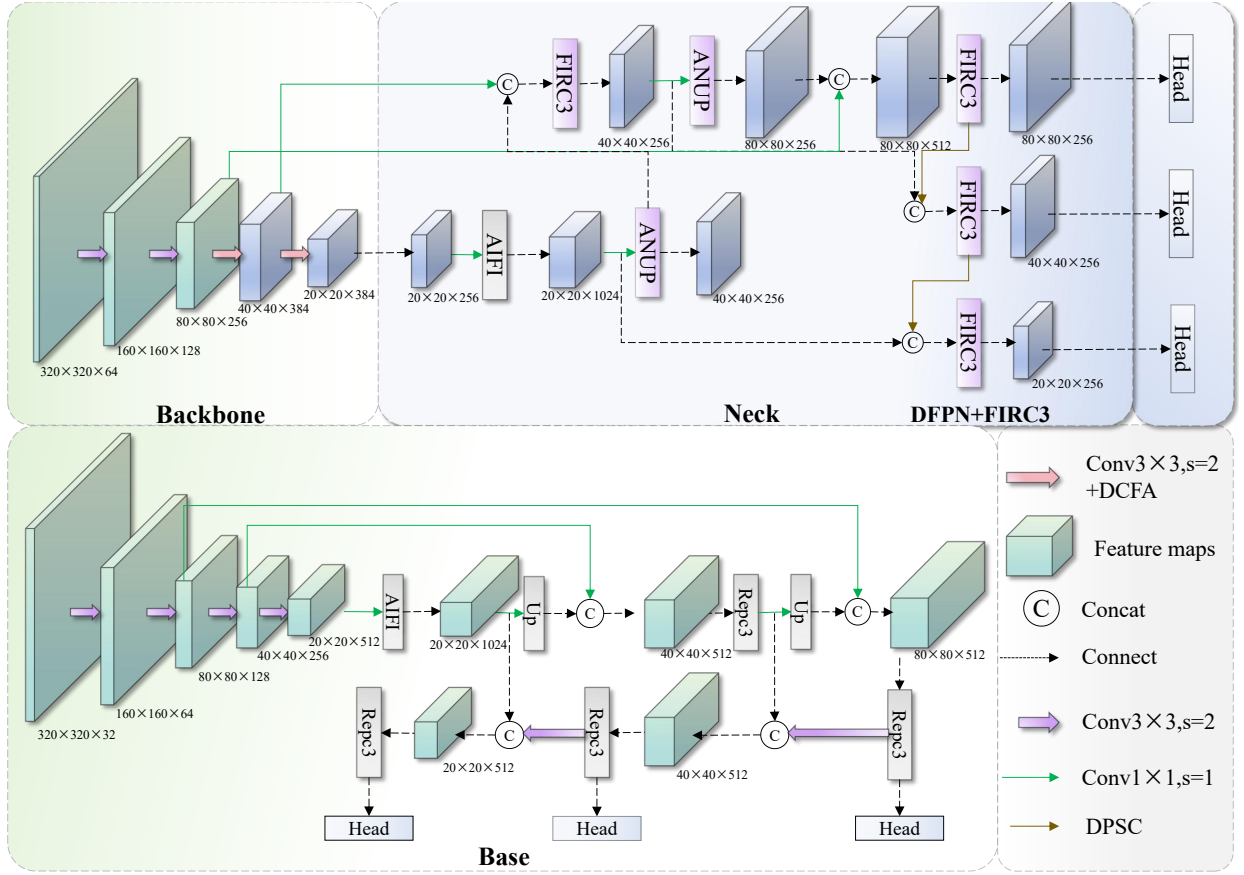 C
FIRC3
40×40×256
ANUP
80×80×256
C
80×80×512
FIRC3
80×80×256
Head
320×320×64
160×160×128
80×80×256
40×40×384
20×20×384
20×20×256
AIFI
20×20×1024
ANUP
40×40×256
C
FIRC3
40×40×256
Head
C
FIRC3
20×20×256
Head
Backbone
Neck
DFPN+FIRC3
320×320×32
160×160×64
80×80×128
40×40×256
20×20×512
AIFI
20×20×1024
Up
C
40×40×512
Repc3
Up
C
80×80×512
Repc3
20×20×512
C
Repc3
40×40×512
C
Repc3
Head
Head
Head
Base
Conv3×3,s=2
+DCFA
Feature maps
C
Concat
Connect
Conv3×3,s=2
Conv1×1,s=1
DPSC